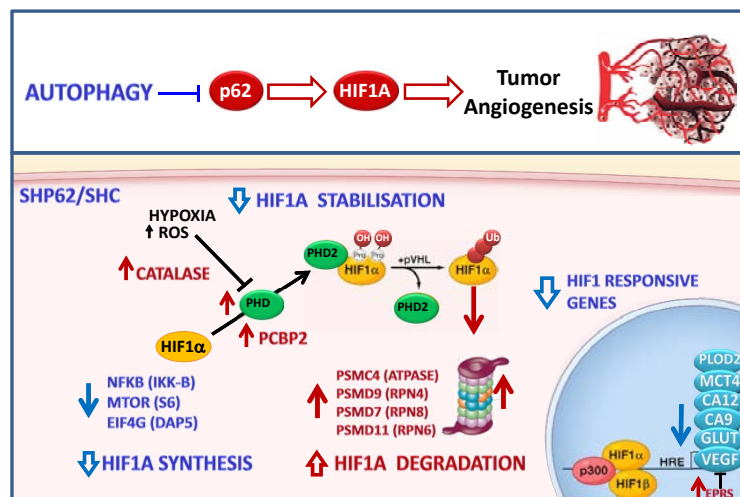 AUTOPHAGY
p62
HIF1A
Tumor
Angiogenesis
SHP62/SHC
HIF1A STABILISATION
HYPOXIA
ROS
CATALASE
PHD
PCBP2
HIF1α
PHD2
OH OH
Pro Pro
HIF1α
+pVHL
PHD2
Ub
HIF1α
HIF1 RESPONSIVE
GENES
NFKB (IKK-B)
MTOR (S6)
EIF4G (DAP5)
HIF1A SYNTHESIS
PSMC4 (ATPASE)
PSMD9 (RPN4)
PSMD7 (RPN8)
PSMD11 (RPN6)
HIF1A DEGRADATION
PLOD2
MCT4
CA12
CA9
GLUT
VEGF
HRE
p300
HIF1α
HIF1β
EPRS